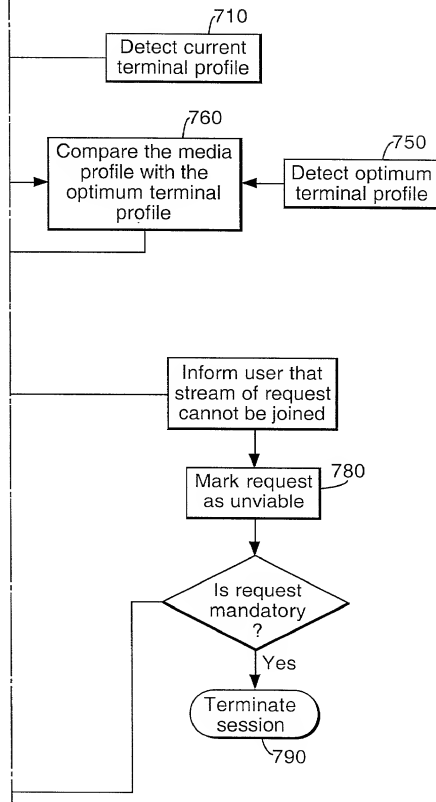 710
Detect current
terminal profile
760
Compare the media
profile with the
optimum terminal
profile
750
Detect optimum
terminal profile
Inform user that
stream of request
cannot be joined
Mark request
as unviable
780
Is request
mandatory
?
Yes
Terminate
session
790